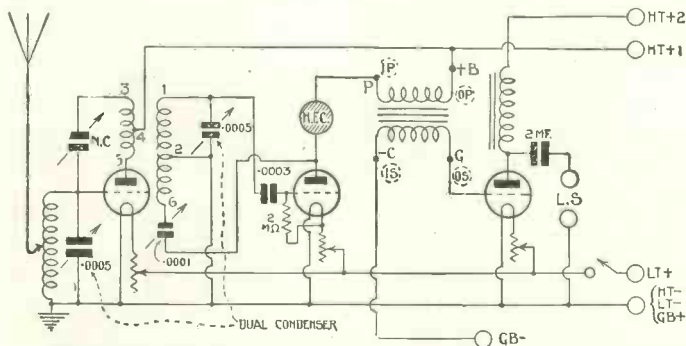 HT+2
HT+1
3
1
P
(P)
+B
(OP)
4
N.C
.0005
H.F.C.
5
2
.0003
-C
G
2 MF.
(IS)
(OS)
L.S
6
2
MΩ
.0005
.0001
LT+
HT-
LT-
GB+
DUAL CONDENSER
GB-